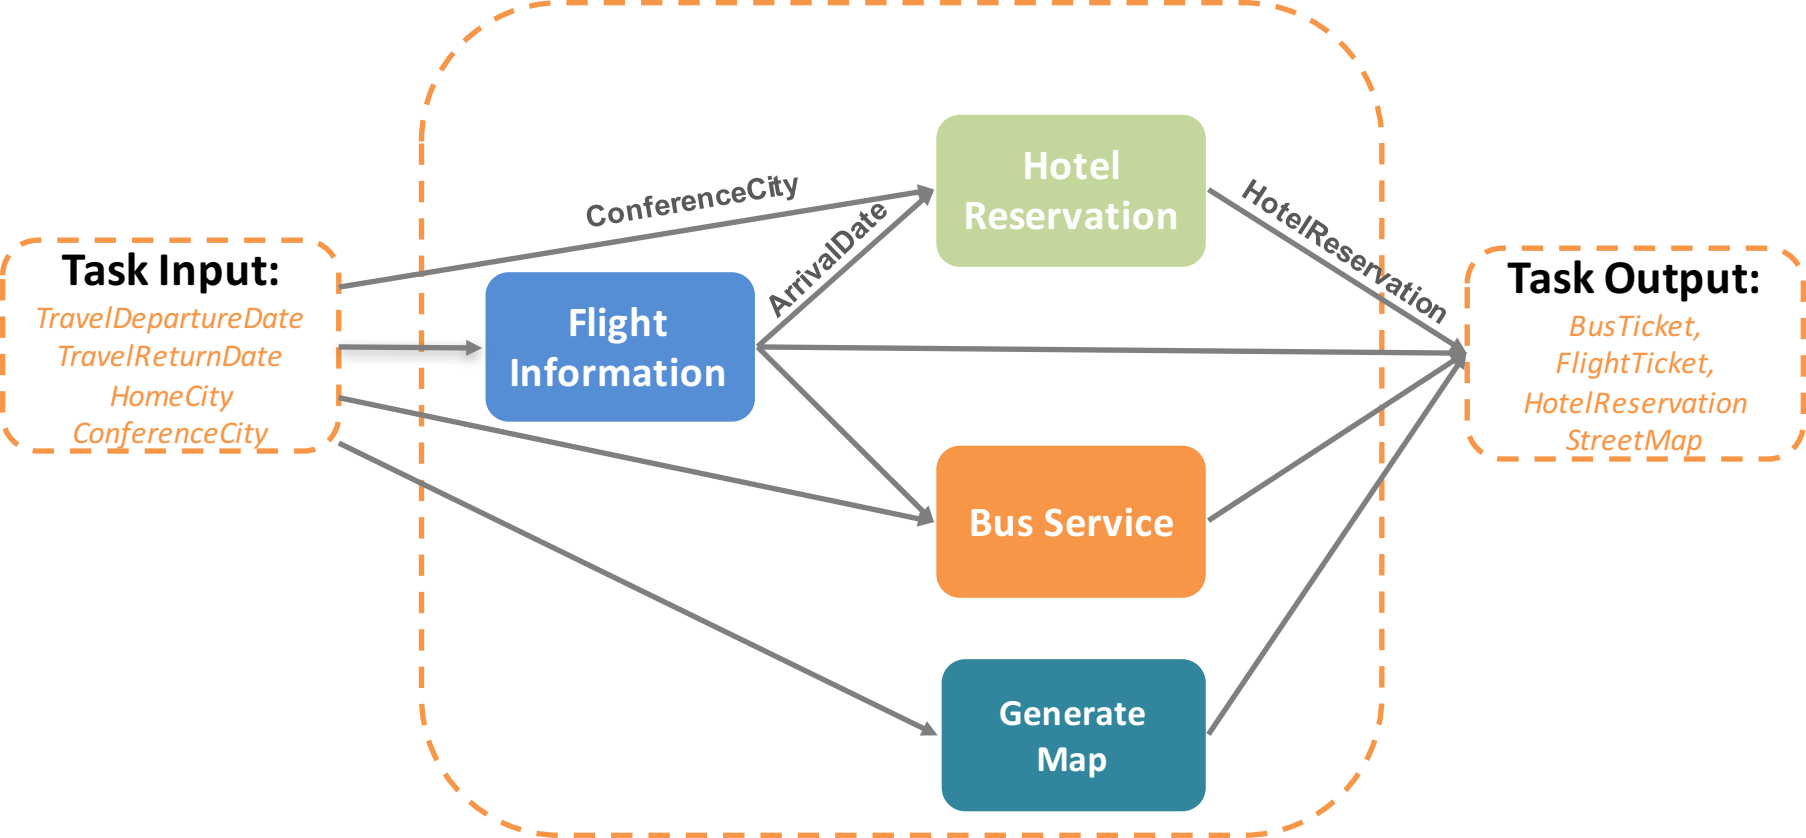 Task Input:
TravelDepartureDate
TravelReturnDate
HomeCity
ConferenceCity
ConferenceCity
Flight
Information
ArrivalDate
Hotel
Reservation
Bus Service
Generate
Map
HotelReservation
Task Output:
BusTicket,
FlightTicket,
HotelReservation
StreetMap